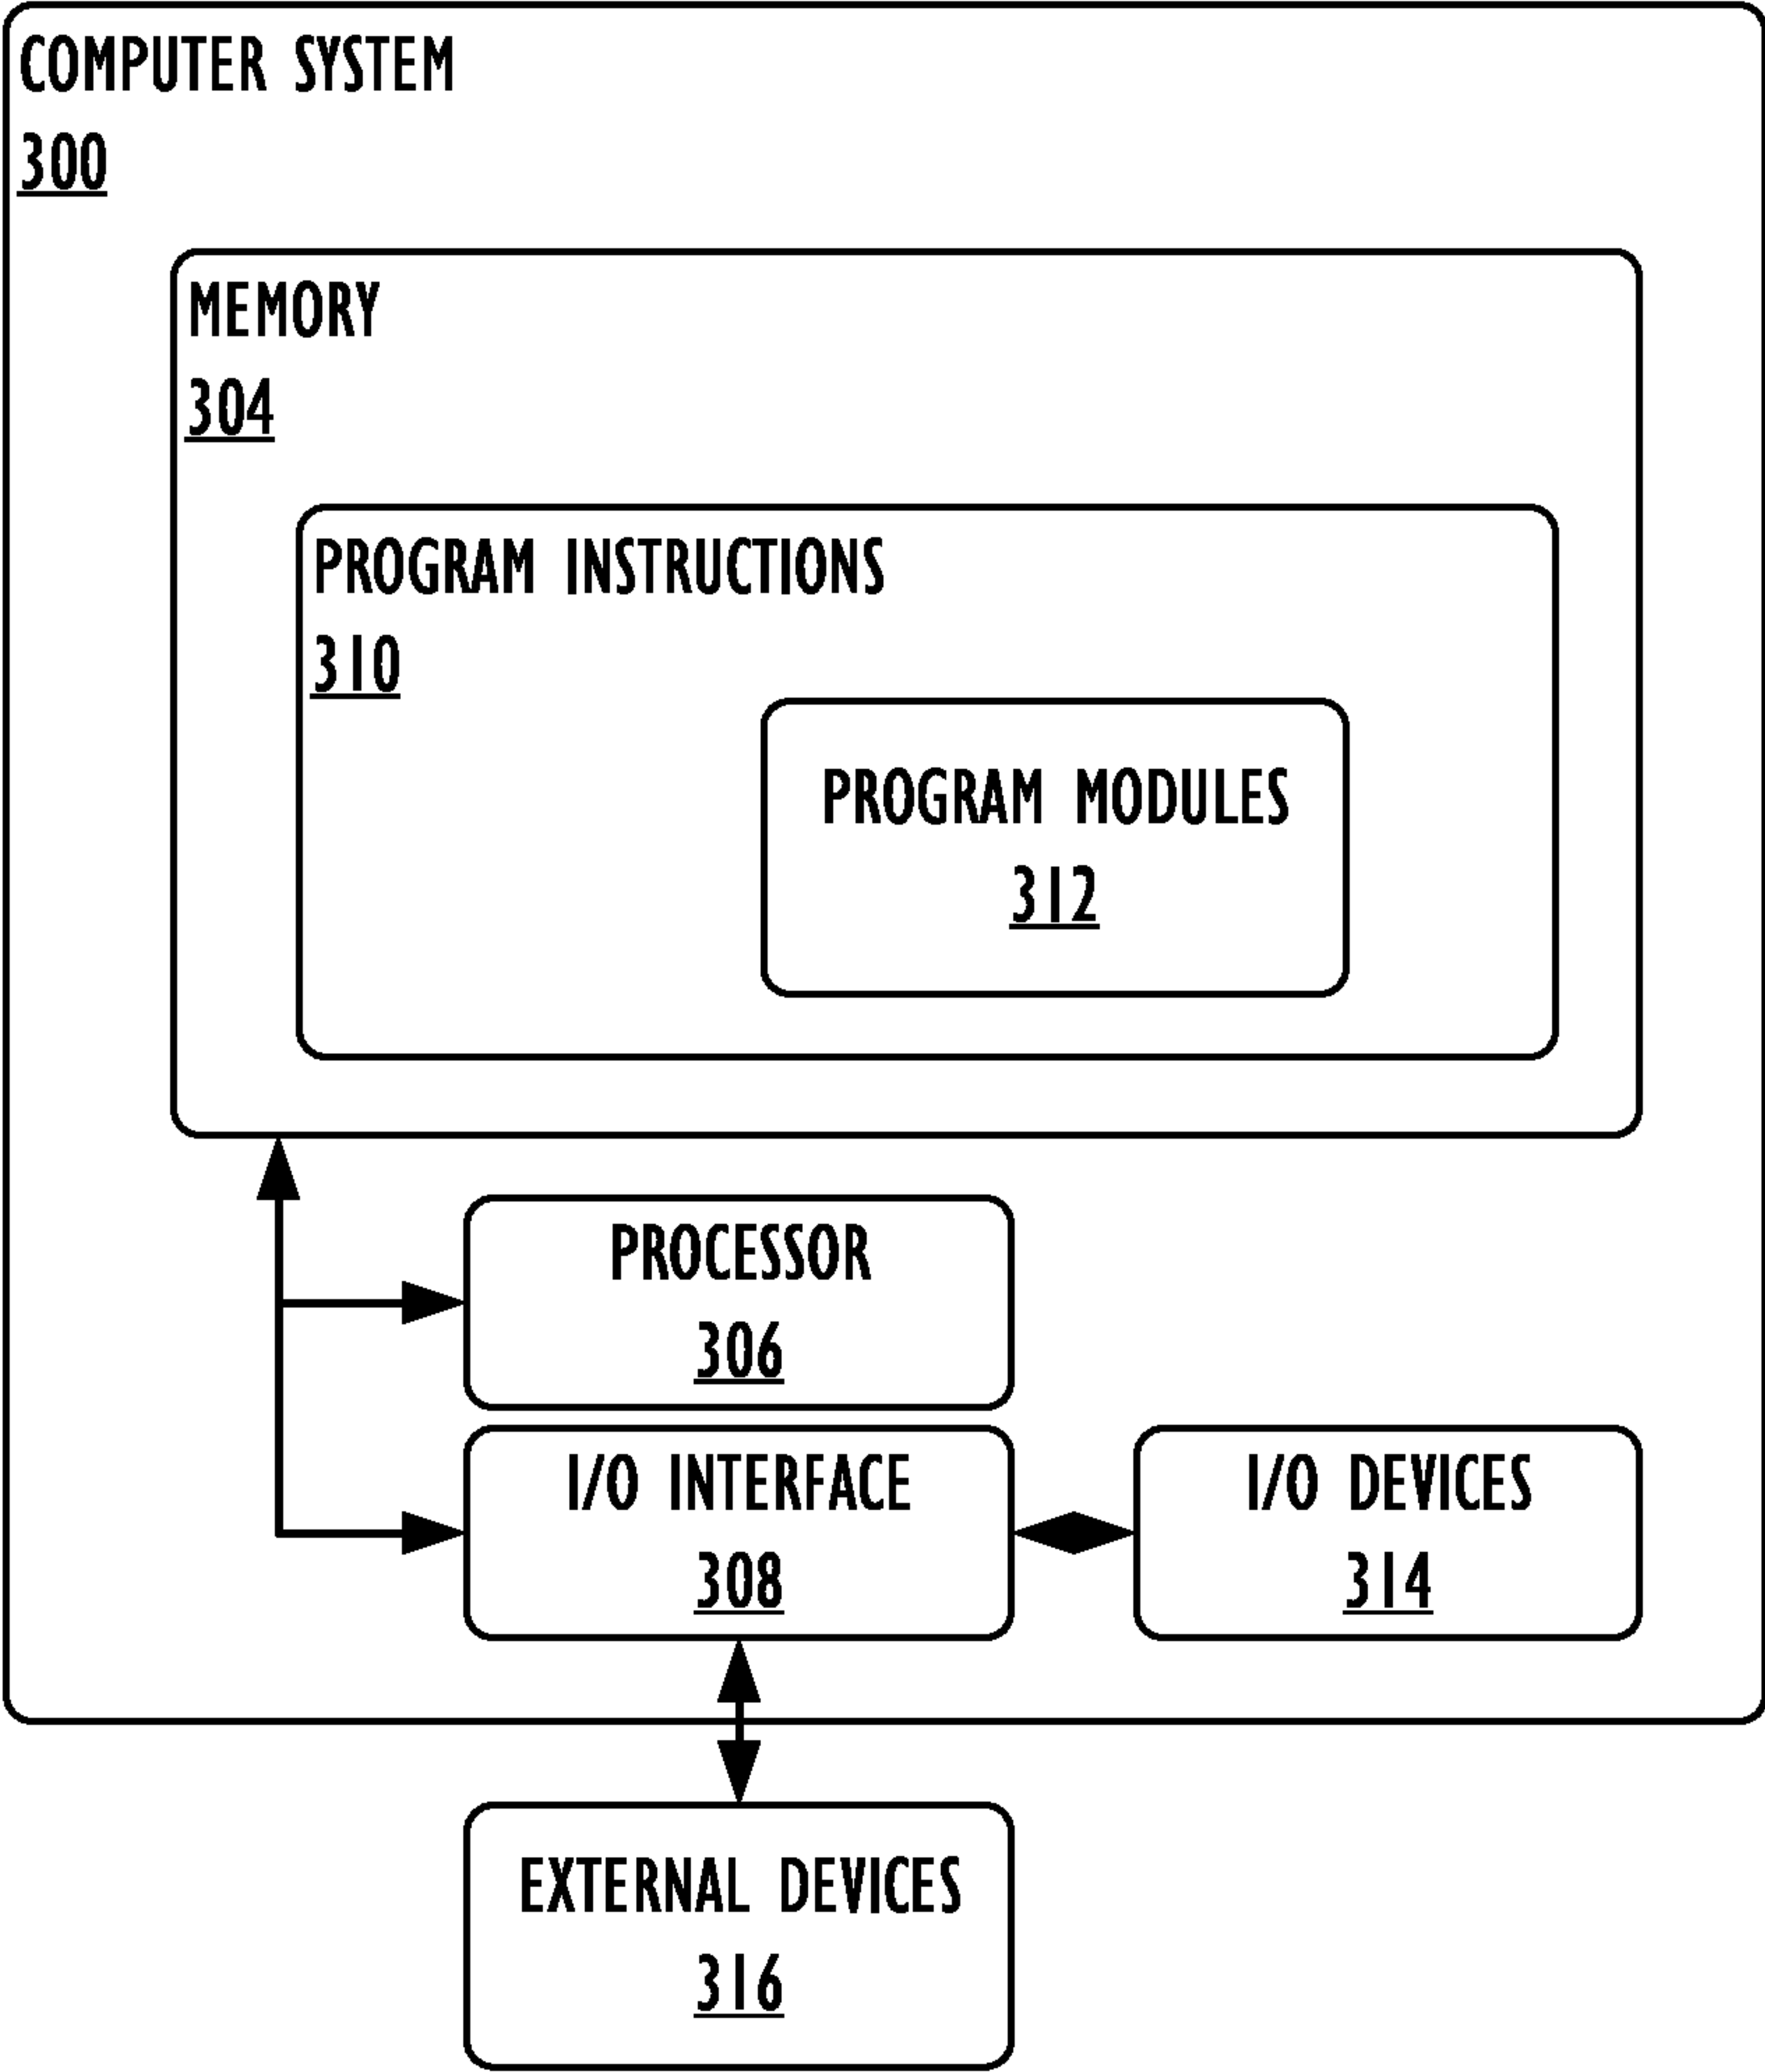 COMPUTER SYSTEM
300
MEMORY
304
PROGRAM INSTRUCTIONS
310
PROGRAM MODULES
312
PROCESSOR
306
I/O INTERFACE
308
I/O DEVICES
314
EXTERNAL DEVICES
316